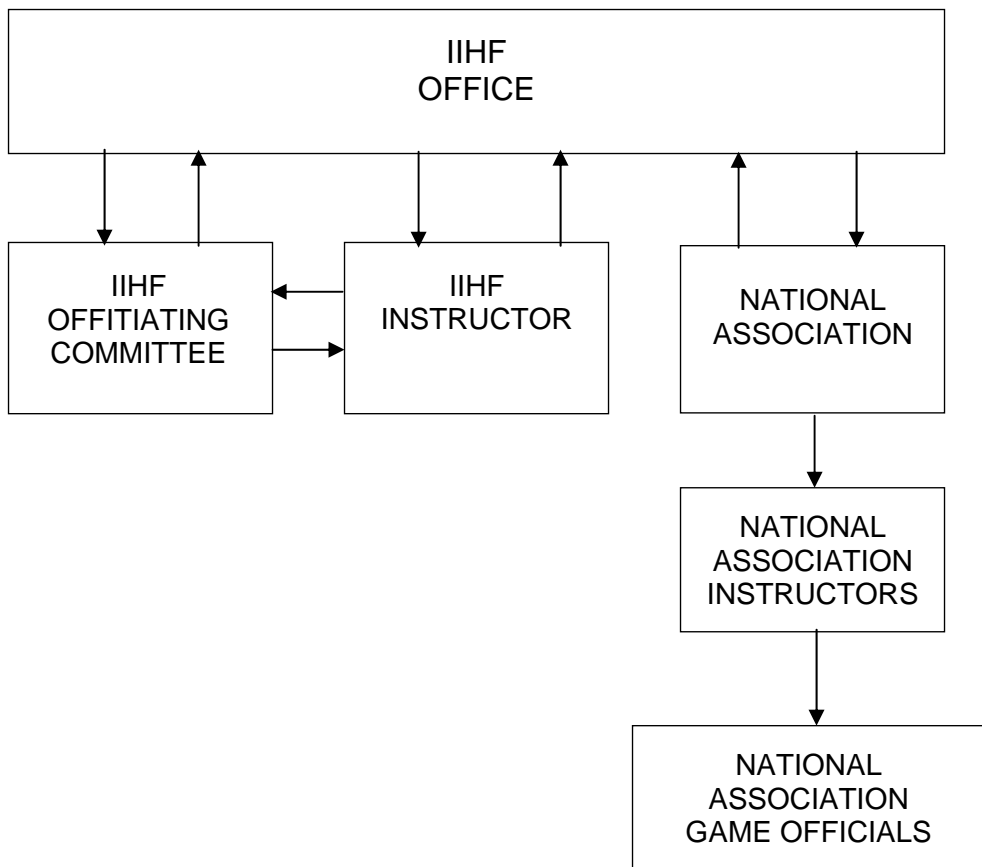 IIHF
OFFICE
IIHF
OFFITIATING
COMMITTEE
IIHF
INSTRUCTOR
NATIONAL
ASSOCIATION
NATIONAL
ASSOCIATION
INSTRUCTORS
NATIONAL
ASSOCIATION
GAME OFFICIALS